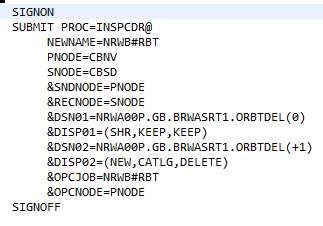 SIGNON
SUBMIT PROC=INSPCDR@
NEWNAME=NRWB#RBT
PNODE=CBNV
SNODE=CBSD
&SNDNODE=PNODE
&RECNODE=SNODE
&DSN01=NRWA00P.GB.BRWASRT1.ORBTDEL(0)
&DISP01=(SHR,KEEP,KEEP)
&DSN02=NRWA00P.GB.BRWASRT1.ORBTDEL(+1)
&DISP02=(NEW,CATLG,DELETE)
&OPCJOB=NRWB#RBT
&OPCNODE=PNODE
SIGNOFF